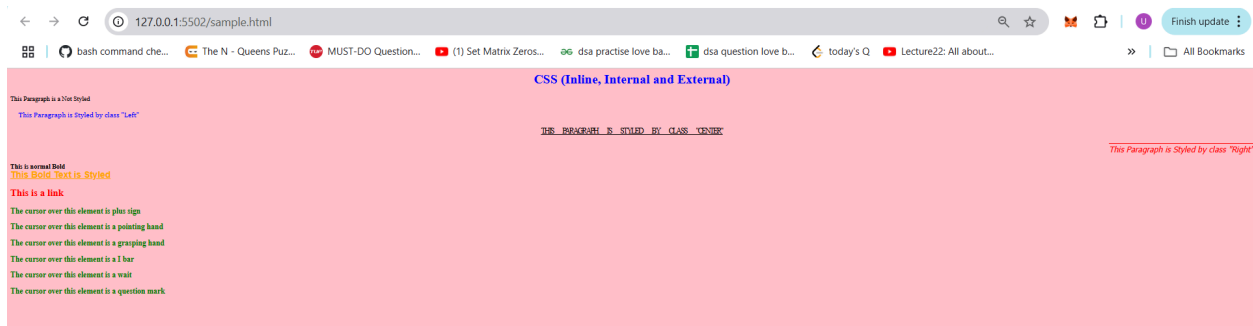 127.0.0.1:5502/sample.html
U
Finish update
bash command che...
The N - Queens Puz...
MUST-DO Question...
(1) Set Matrix Zeros...
dsa practise love ba...
dsa question love b...
today's Q
Lecture22: All about...
»
All Bookmarks
CSS (Inline, Internal and External)
This Paragraph is a Not Styled
This Paragraph is Styled by class "Left"
THIS PARAGRAPH IS STYLED BY CLASS "CENTER"
This Paragraph is Styled by class "Right"
This is normal Bold
This Bold Text is Styled
This is a link
The cursor over this element is plus sign
The cursor over this element is a pointing hand
The cursor over this element is a grasping hand
The cursor over this element is a I bar
The cursor over this element is a wait
The cursor over this element is a question mark